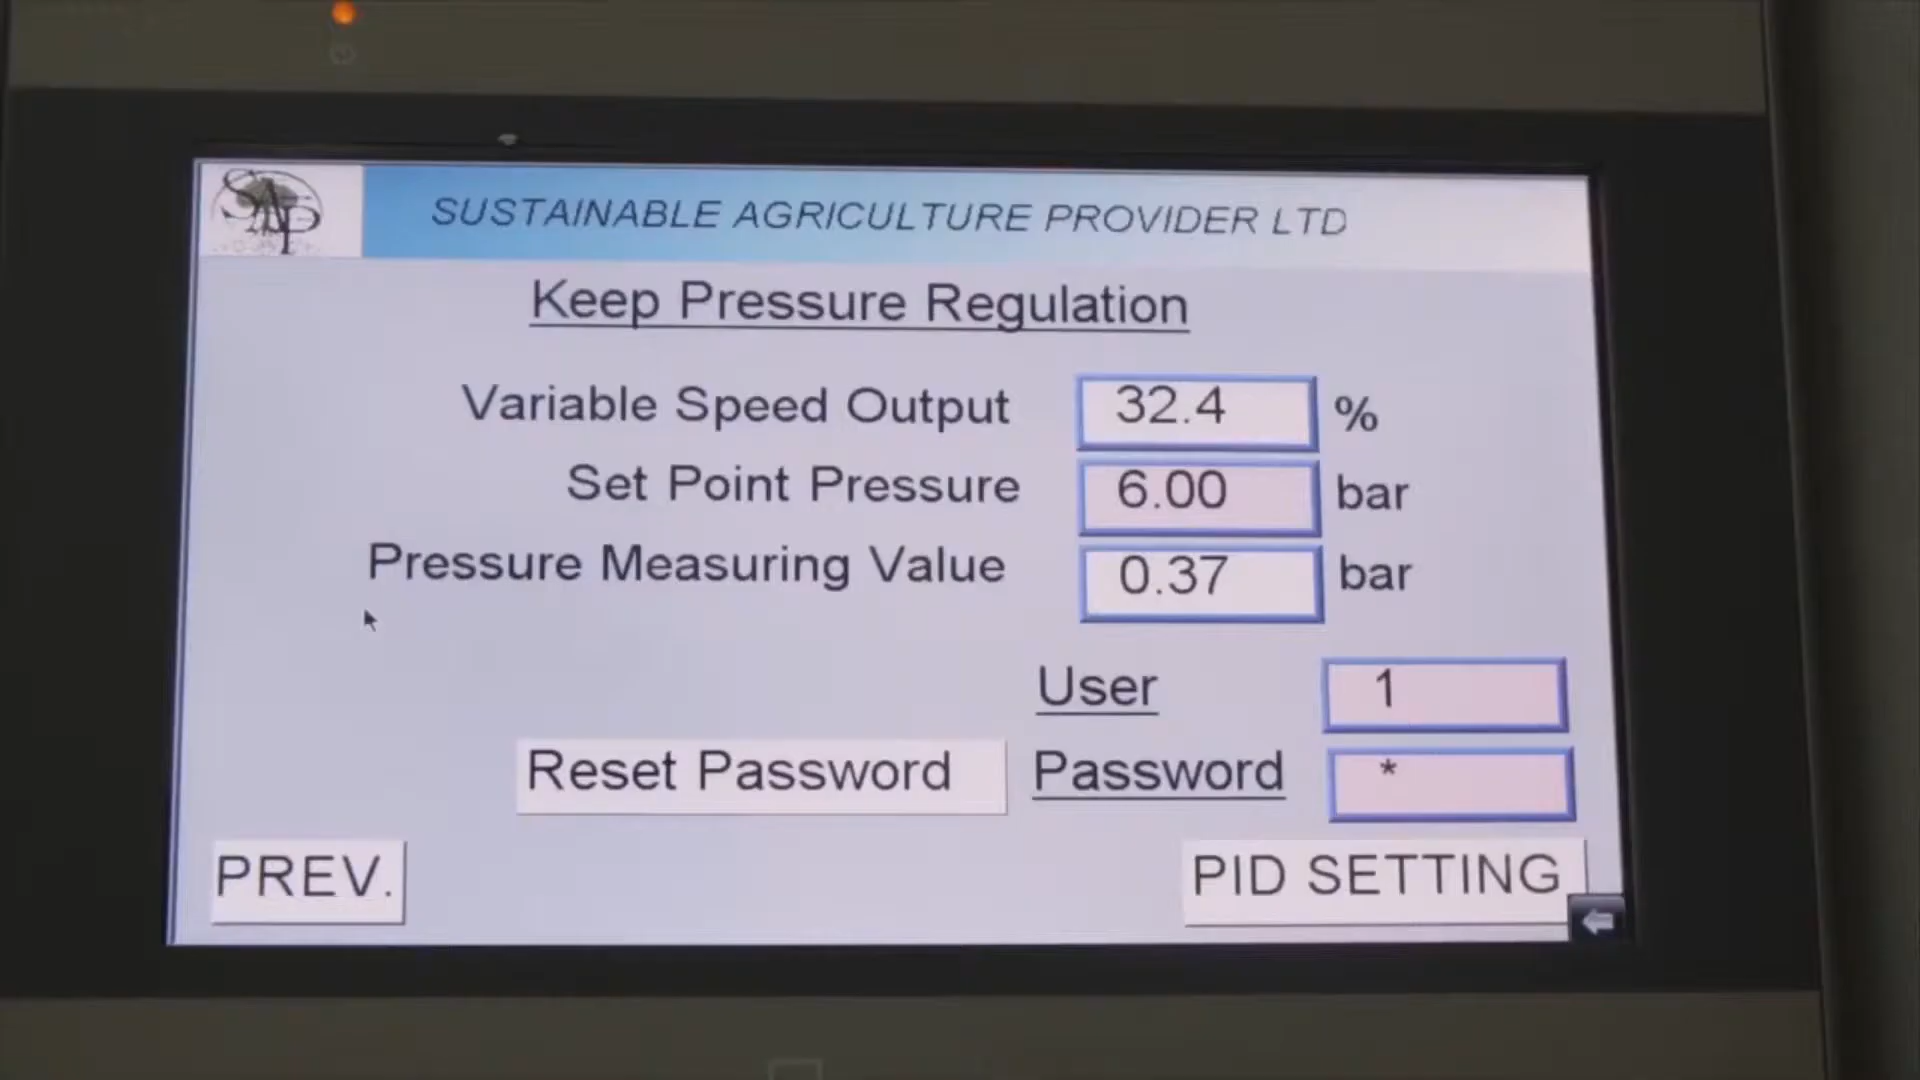 SAP
SUSTAINABLE AGRICULTURE PROVIDER LTD
Keep Pressure Regulation
Variable Speed Output 32.4 %
Set Point Pressure 6.00 bar
Pressure Measuring Value 0.37 bar
User 1
Reset Password Password *
PREV. PID SETTING